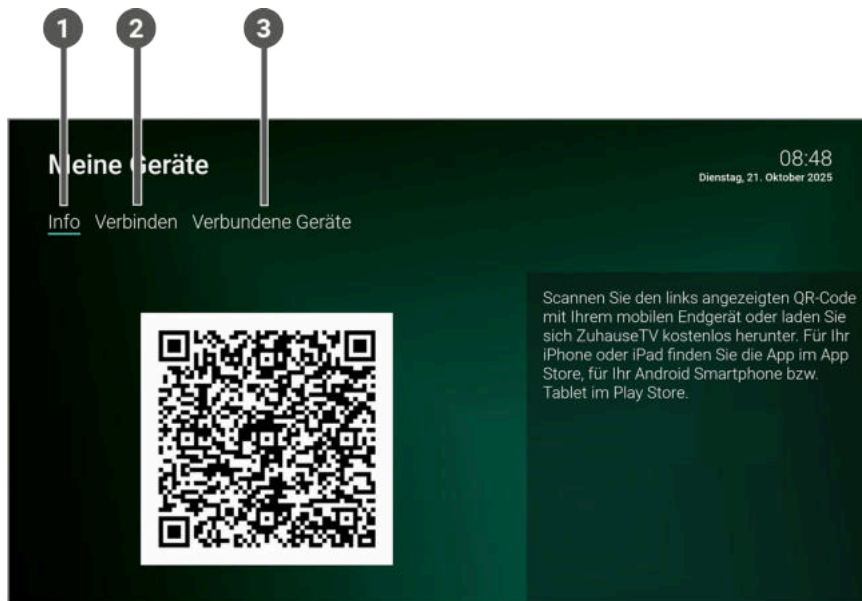 1 2 3
Meine Geräte
08:48
Dienstag, 21. Oktober 2025
Info Verbinden Verbundene Geräte
Scannen Sie den links angezeigten QR-Code
mit Ihrem mobilen Endgerät oder laden Sie
sich ZuhauseTV kostenlos herunter. Für Ihr
iPhone oder iPad finden Sie die App im App
Store, für Ihr Android Smartphone bzw.
Tablet im Play Store.